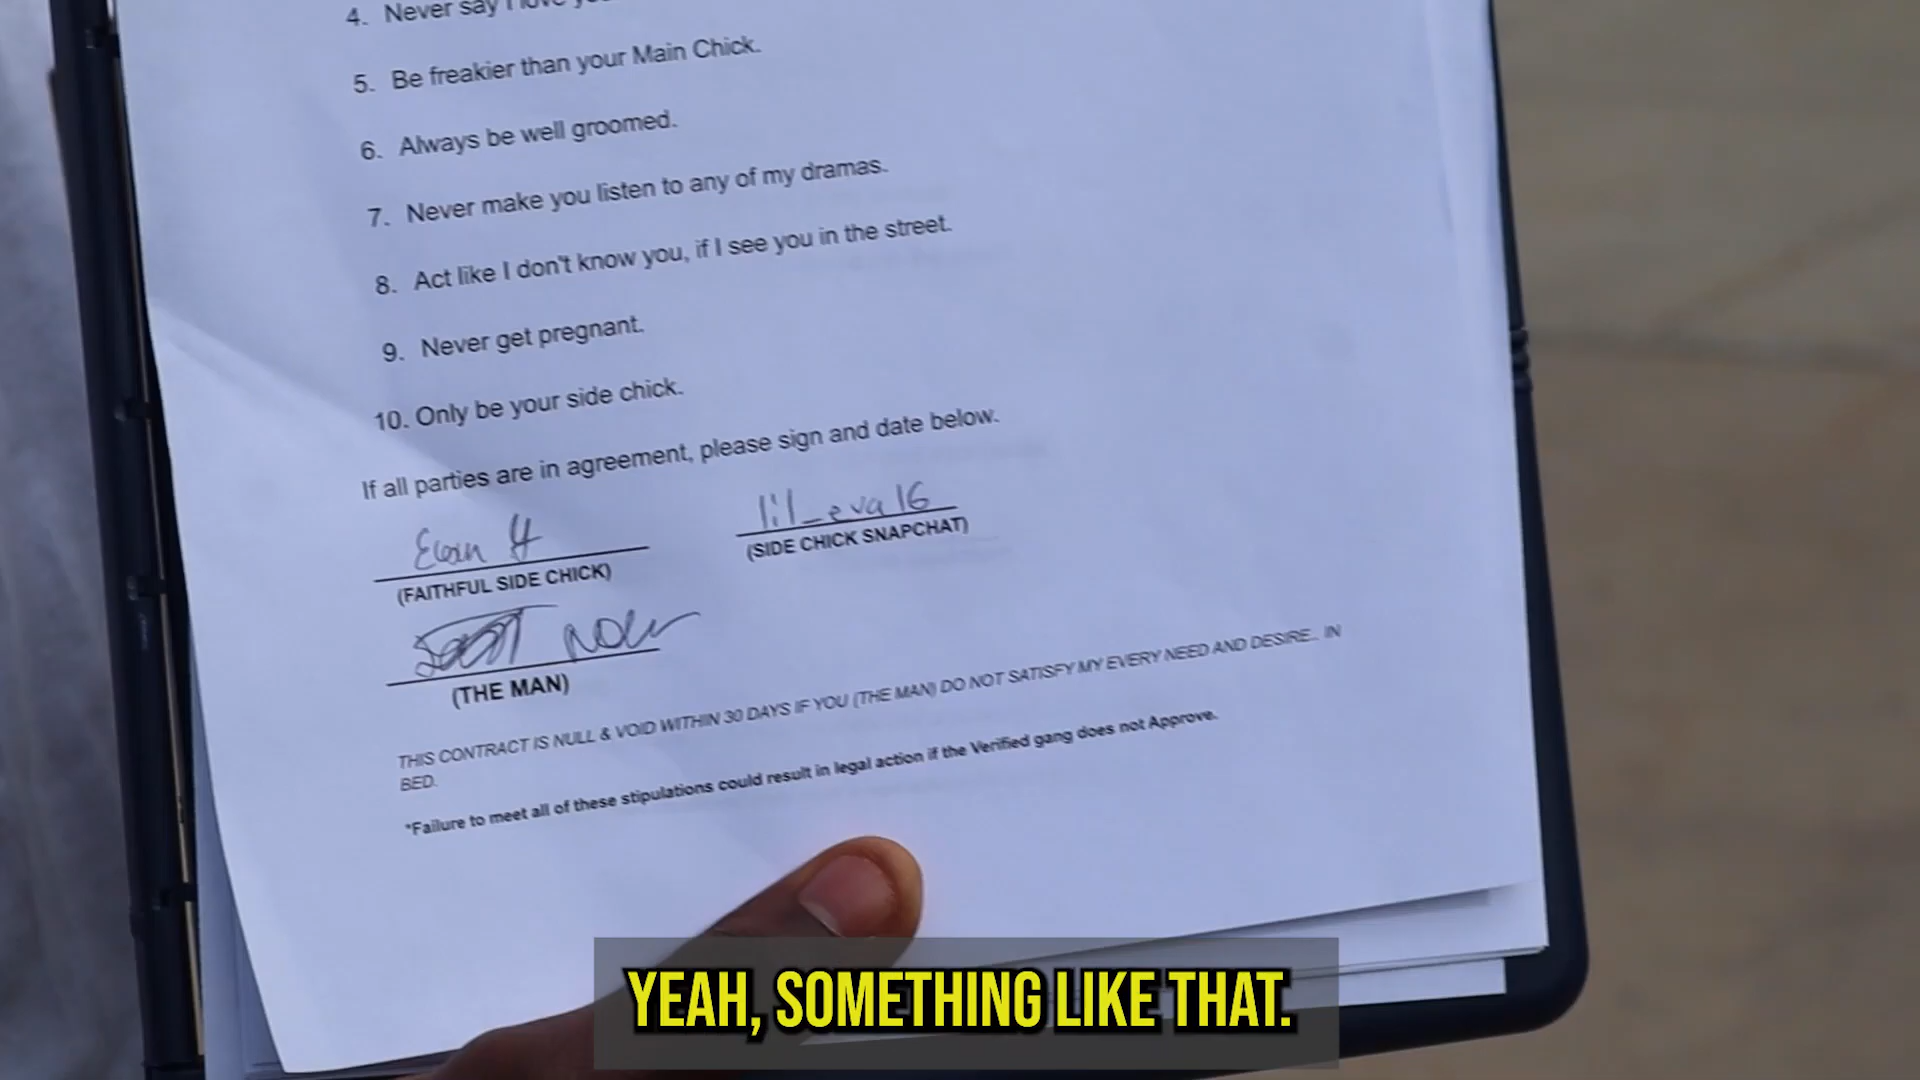 4. Never say I love
5. Be freakier than your Main Chick.
6. Always be well groomed.
7. Never make you listen to any of my dramas.
8. Act like I don't know you, if I see you in the street.
9. Never get pregnant.
10. Only be your side chick.
If all parties are in agreement, please sign and date below.
lil_eva16
(FAITHFUL SIDE CHICK) (SIDE CHICK SNAPCHAT)
(THE MAN)
THIS CONTRACT IS NULL & VOID WITHIN 30 DAYS IF YOU (THE MAN) DO NOT SATISFY MY EVERY NEED AND DESIRE.. IN
BED.
*Failure to meet all of these stipulations could result in legal action if the Verified gang does not Approve.
YEAH, SOMETHING LIKE THAT.